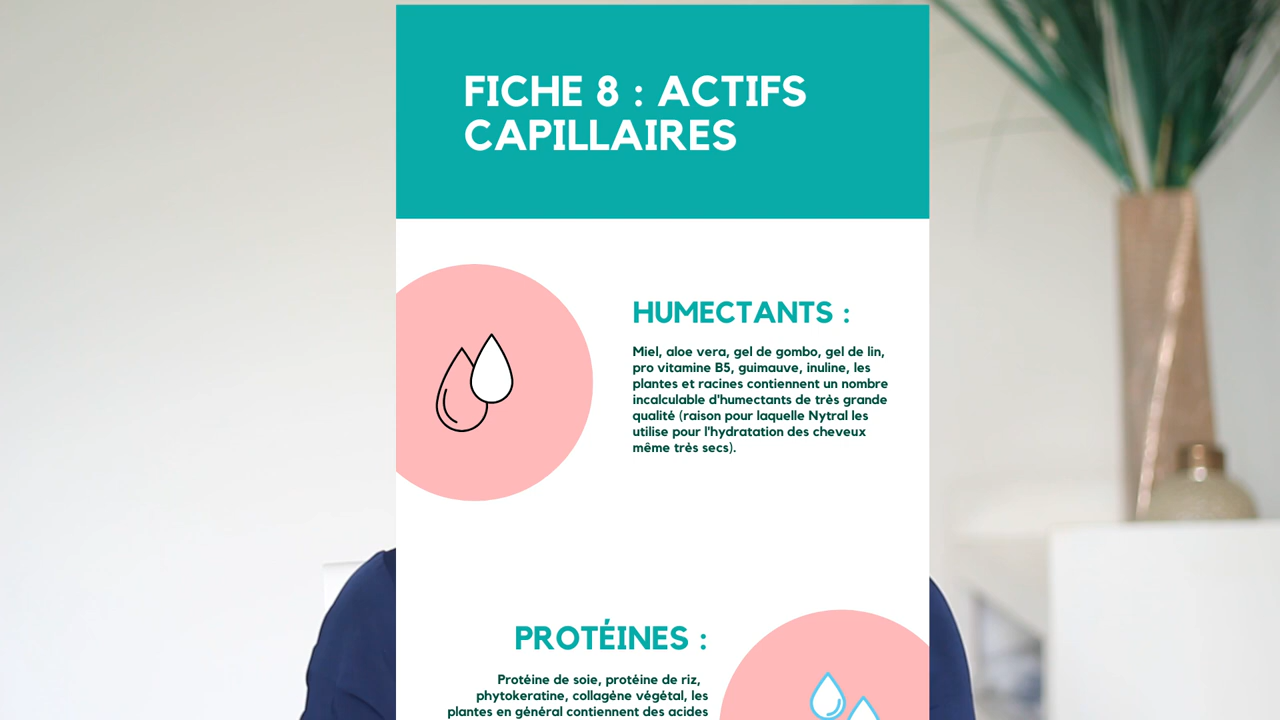 FICHE 8 : ACTIFS
CAPILLAIRES
HUMECTANTS :
Miel, aloe vera, gel de gombo, gel de lin,
pro vitamine B5, guimauve, inuline, les
plantes et racines contiennent un nombre
incalculable d'humectants de très grande
qualité (raison pour laquelle Nytral les
utilise pour l'hydratation des cheveux
même très secs).
PROTÉINES :
Protéine de soie, protéine de riz,
phytokeratine, collagène végétal, les
plantes en général contiennent des acides